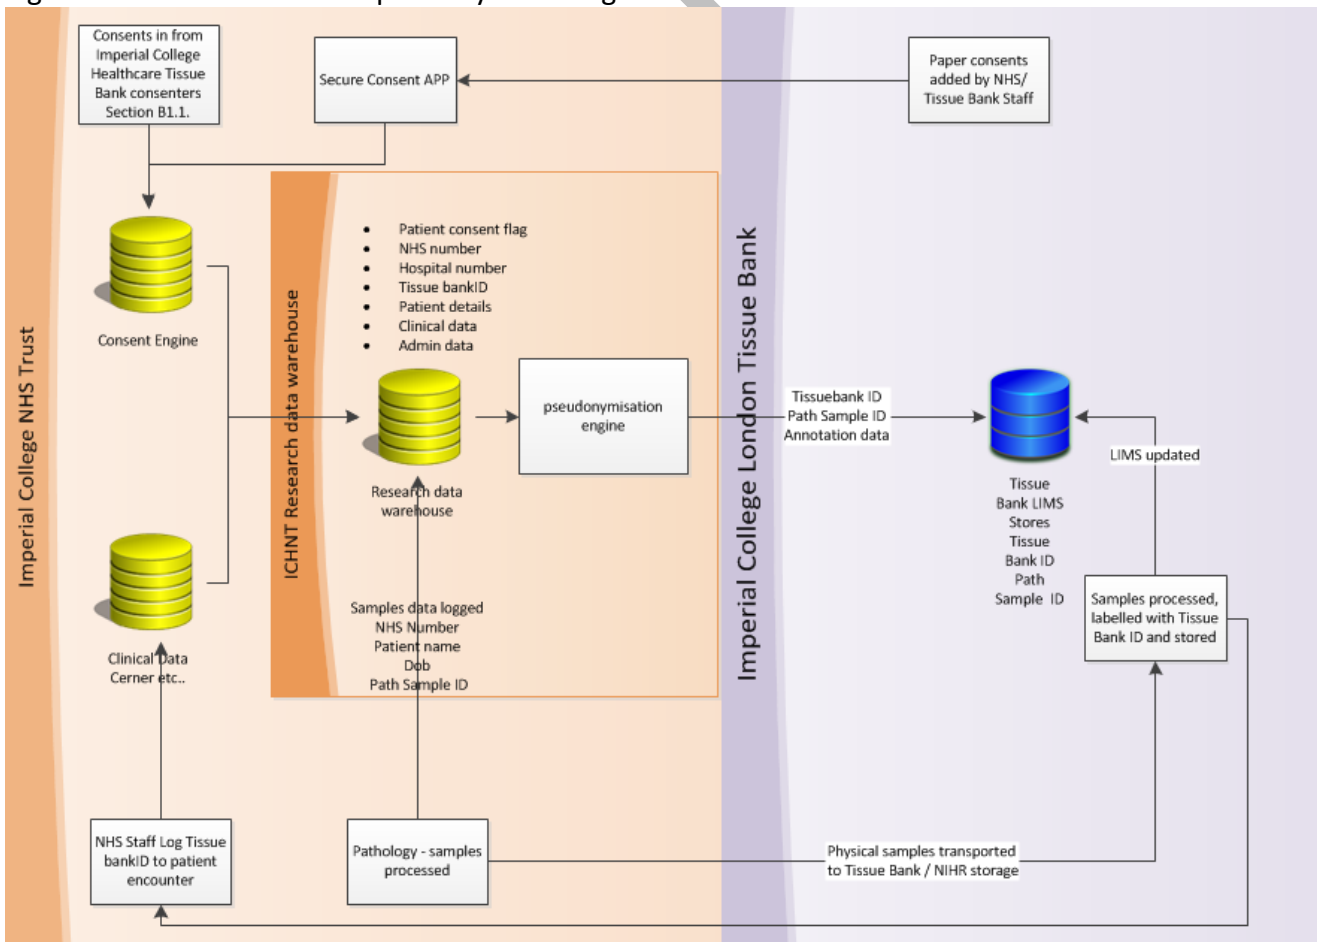 Consents in from
Imperial College
Healthcare Tissue
Bank consenters
Section B1.1.
Secure Consent APP
Paper consents
added by NHS/
Tissue Bank Staff
Imperial College NHS Trust
Consent Engine
ICHNT Research data warehouse
• Patient consent flag
• NHS number
• Hospital number
• Tissue bankID
• Patient details
• Clinical data
• Admin data
Research data
warehouse
pseudonymisation
engine
Imperial College London Tissue Bank
Tissuebank ID
Path Sample ID
Annotation data
LIMS updated
Tissue
Bank LIMS
Stores
Tissue
Bank ID
Path
Sample ID
Samples processed,
labelled with Tissue
Bank ID and stored
Samples data logged
NHS Number
Patient name
Dob
Path Sample ID
Clinical Data
Cerner etc..
NHS Staff Log Tissue
bankID to patient
encounter
Pathology - samples
processed
Physical samples transported
to Tissue Bank / NIHR storage